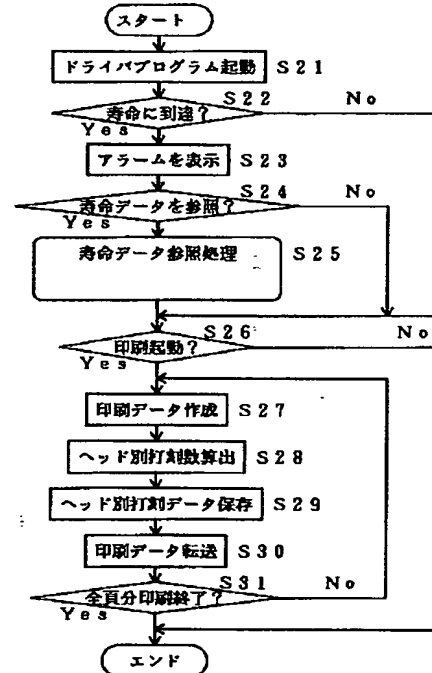 スタート
ドライバプログラム起動 S21
S22 No
寿命に到達?
Yes
アラームを表示 S23
S24 No
寿命データを参照?
Yes
寿命データ参照処理 S25
S26 No
印刷起動?
Yes
印刷データ作成 S27
ヘッド別打刻数算出 S28
ヘッド別打刻データ保存 S29
印刷データ転送 S30
S31 No
全頁分印刷終了?
Yes
エンド